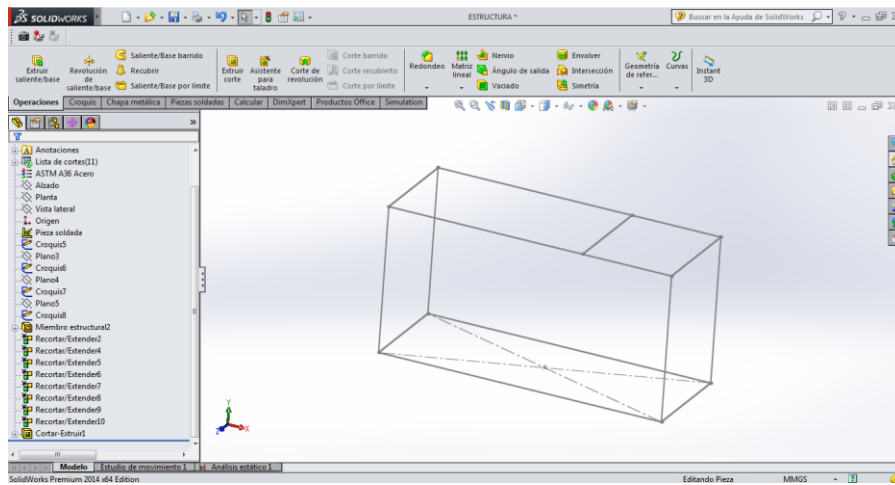 SOLIDWORKS
ESTRUCTURA *
Buscar en la Ayuda de SolidWorks
Extruir saliente/base
Revolución de saliente/base
Saliente/Base barrido
Recubrir
Saliente/Base por límite
Extruir corte
Asistente para taladro
Corte de revolución
Corte barrido
Corte recubierto
Corte por límite
Redondeo
Matriz lineal
Nervio
Ángulo de salida
Vaciado
Envolver
Intersección
Simetría
Geometría de refer...
Curvas
Instant 3D
Operaciones
Croquis
Chapa metálica
Piezas soldadas
Calcular
DimXpert
Productos Office
Simulation
Anotaciones
Lista de cortes(11)
ASTM A36 Acero
Alzado
Planta
Vista lateral
Origen
Pieza soldada
Croquis5
Plano3
Croquis6
Plano4
Croquis7
Plano5
Croquis8
Miembro estructural2
Recortar/Extender2
Recortar/Extender4
Recortar/Extender5
Recortar/Extender6
Recortar/Extender7
Recortar/Extender8
Recortar/Extender9
Recortar/Extender10
Cortar-Extruir1
Y
Z
X
Modelo
Estudio de movimiento 1
Análisis estático 1
SolidWorks Premium 2014 x64 Edition
Editando Pieza
MMGS